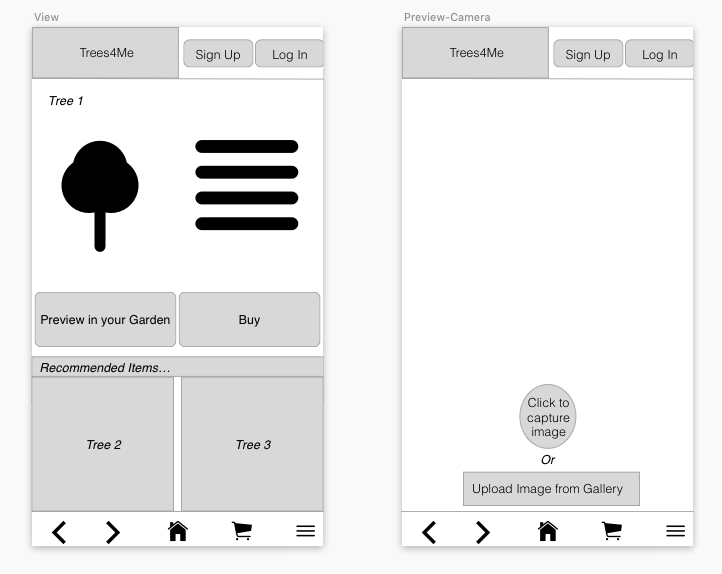 View
Trees4Me
Sign Up
Log In
Tree 1
Preview in your Garden
Buy
Recommended Items...
Tree 2
Tree 3
Preview-Camera
Trees4Me
Sign Up
Log In
Click to
capture
image
Or
Upload Image from Gallery